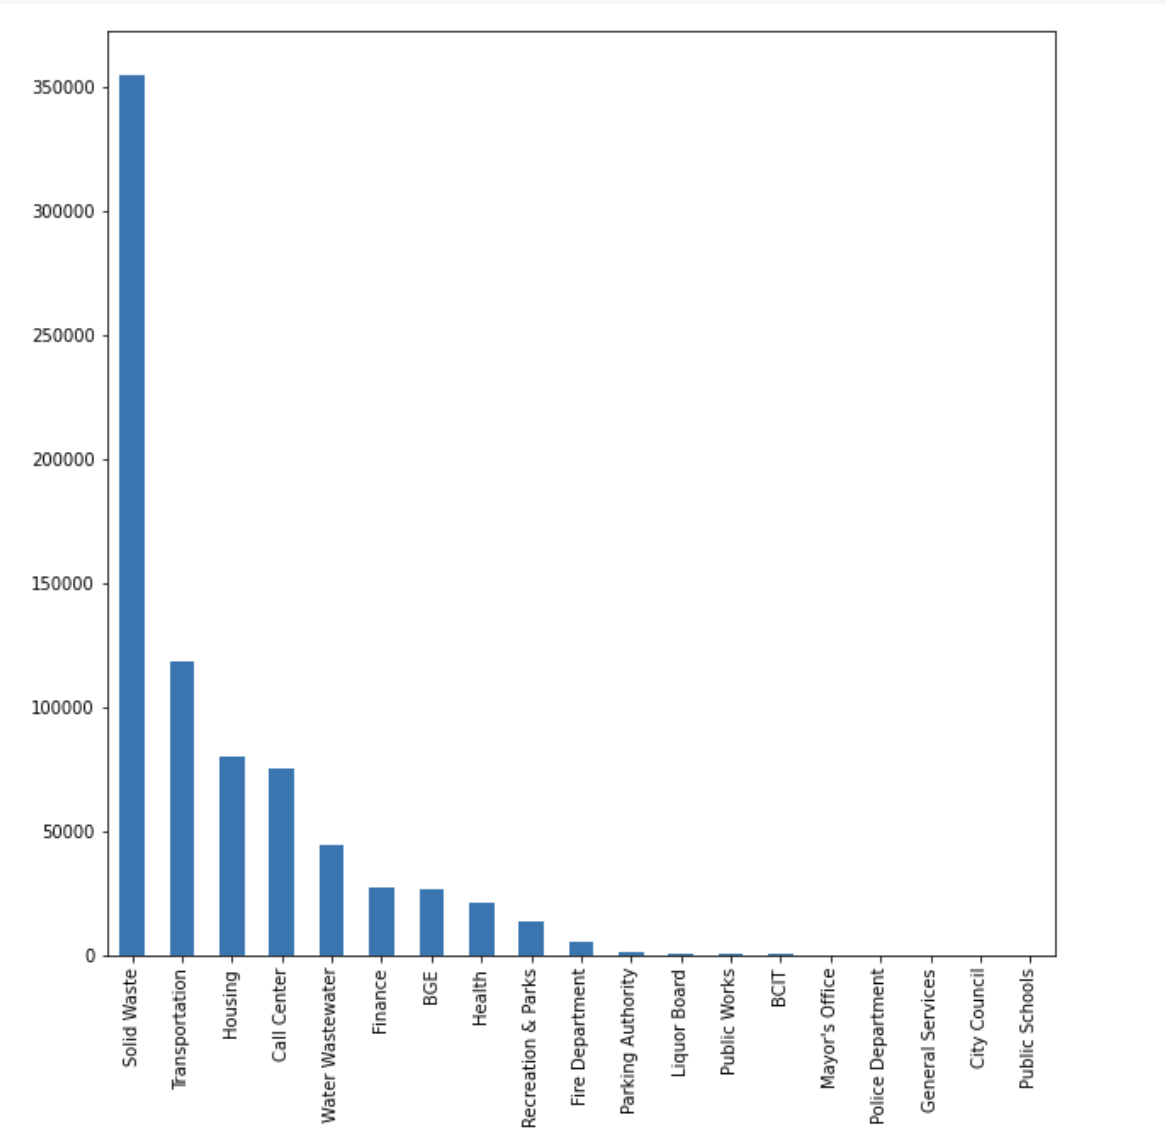 350000
300000
250000
200000
150000
100000
50000
0
Solid Waste
Transportation
Housing
Call Center
Water Wastewater
Finance
BGE
Health
Recreation & Parks
Fire Department
Parking Authority
Liquor Board
Public Works
BCIT
Mayor's Office
Police Department
General Services
City Council
Public Schools